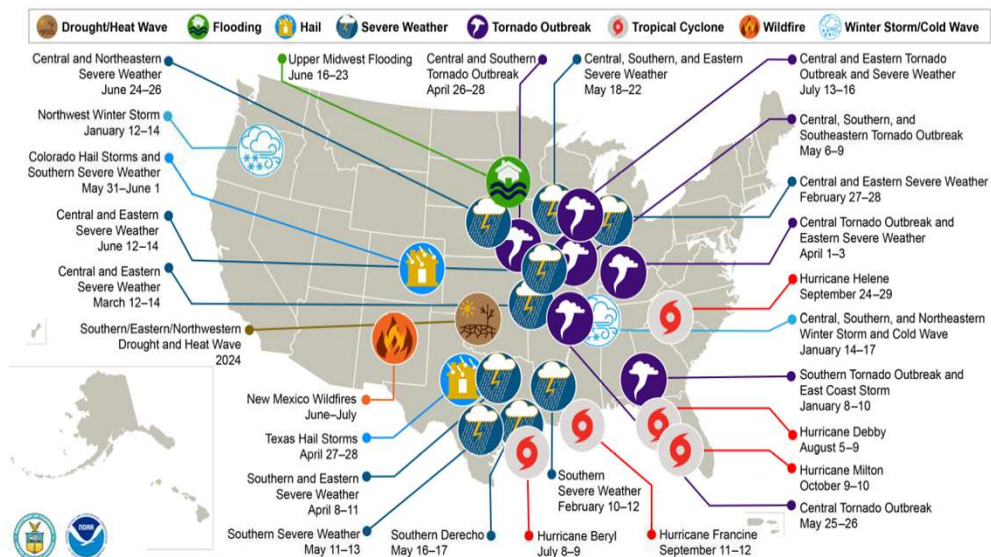 Drought/Heat Wave
Flooding
Hail
Severe Weather
Tornado Outbreak
Tropical Cyclone
Wildfire
Winter Storm/Cold Wave
Central and Northeastern
Severe Weather
June 24–26
Upper Midwest Flooding
June 16–23
Central and Southern
Tornado Outbreak
April 26–28
Central, Southern, and Eastern
Severe Weather
May 18–22
Central and Eastern Tornado
Outbreak and Severe Weather
July 13–16
Northwest Winter Storm
January 12–14
Central, Southern, and
Southeastern Tornado Outbreak
May 6–9
Colorado Hail Storms and
Southern Severe Weather
May 31–June 1
Central and Eastern Severe Weather
February 27–28
Central and Eastern
Severe Weather
June 12–14
Central Tornado Outbreak and
Eastern Severe Weather
April 1–3
Central and Eastern
Severe Weather
March 12–14
Hurricane Helene
September 24–29
Southern/Eastern/Northwestern
Drought and Heat Wave
2024
Central, Southern, and Northeastern
Winter Storm and Cold Wave
January 14–17
New Mexico Wildfires
June–July
Southern Tornado Outbreak and
East Coast Storm
January 8–10
Texas Hail Storms
April 27–28
Hurricane Debby
August 5–9
Southern and Eastern
Severe Weather
April 8–11
Southern
Severe Weather
February 10–12
Hurricane Milton
October 9–10
Central Tornado Outbreak
May 25–26
Southern Severe Weather
May 11–13
Southern Derecho
May 16–17
Hurricane Beryl
July 8–9
Hurricane Francine
September 11–12
NOAA